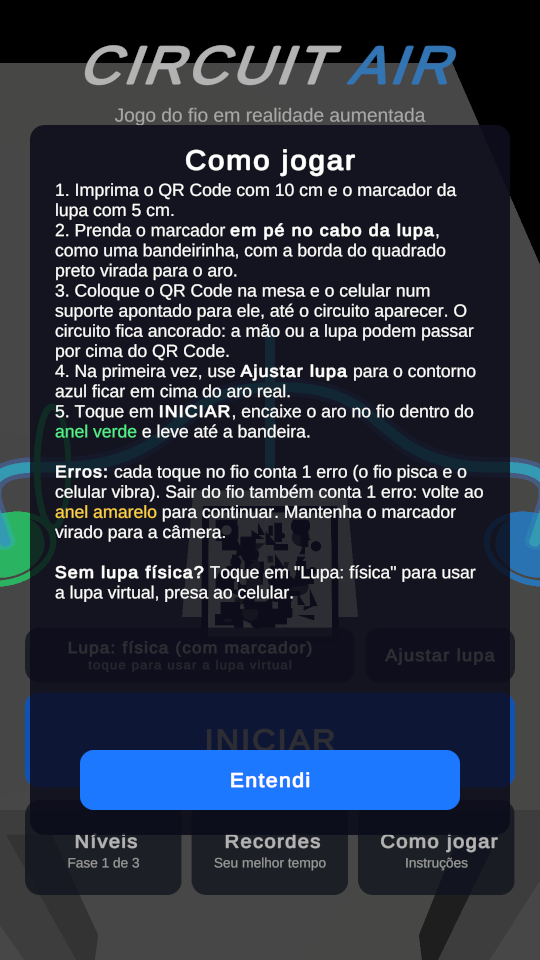 CIRCUIT AIR
Jogo do fio em realidade aumentada
Como jogar
1. Imprima o QR Code com 10 cm e o marcador da
lupa com 5 cm.
2. Prenda o marcador em pé no cabo da lupa,
como uma bandeirinha, com a borda do quadrado
preto virada para o aro.
3. Coloque o QR Code na mesa e o celular num
suporte apontado para ele, até o circuito aparecer. O
circuito fica ancorado: a mão ou a lupa podem passar
por cima do QR Code.
4. Na primeira vez, use Ajustar lupa para o contorno
azul ficar em cima do aro real.
5. Toque em INICIAR, encaixe o aro no fio dentro do
anel verde e leve até a bandeira.
Erros: cada toque no fio conta 1 erro (o fio pisca e o
celular vibra). Sair do fio também conta 1 erro: volte ao
anel amarelo para continuar. Mantenha o marcador
virado para a câmera.
Sem lupa física? Toque em "Lupa: física" para usar
a lupa virtual, presa ao celular.
Lupa: física (com marcador)
toque para usar a lupa virtual
Ajustar lupa
INICIAR
Entendi
Níveis
Fase 1 de 3
Recordes
Seu melhor tempo
Como jogar
Instruções